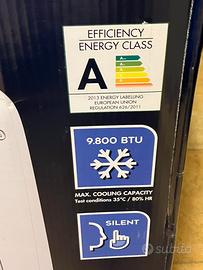 EFFICIENCY
ENERGY CLASS
A
2013 ENERGY LABELLING
EUROPEAN UNION
REGULATION 626/2011
9.800 BTU
MAX. COOLING CAPACITY
Test conditions 35°C / 80% HR
SILENT
subito